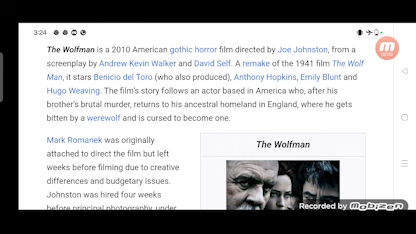 3:24
The Wolfman is a 2010 American gothic horror film directed by Joe Johnston, from a
screenplay by Andrew Kevin Walker and David Self. A remake of the 1941 film The Wolf
Man, it stars Benicio del Toro (who also produced), Anthony Hopkins, Emily Blunt and
Hugo Weaving. The film's story follows an actor based in America who, after his
brother's brutal murder, returns to his ancestral homeland in England, where he gets
bitten by a werewolf and is cursed to become one.
Mark Romanek was originally
attached to direct the film but left
weeks before filming due to creative
differences and budgetary issues.
Johnston was hired four weeks
before principal photography, under
The Wolfman
Recorded by
MOBIZEN